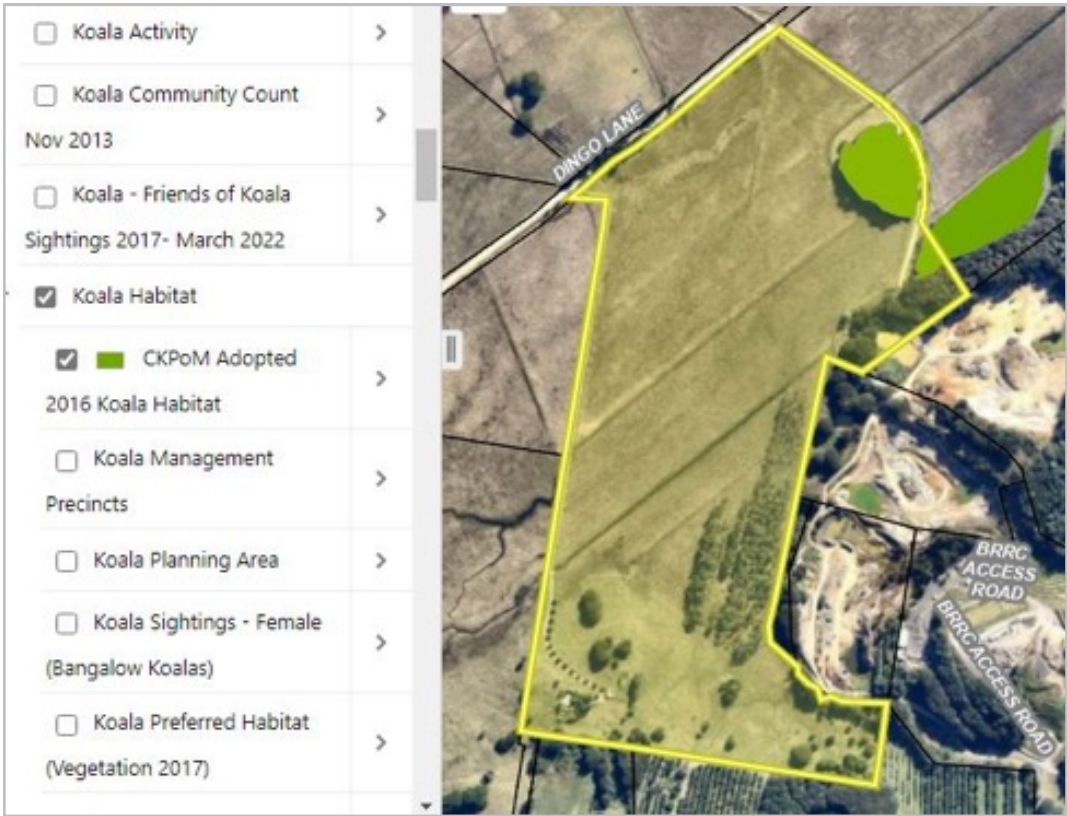 Koala Activity
Koala Community Count
Nov 2013
Koala - Friends of Koala
Sightings 2017- March 2022
Koala Habitat
CKPoM Adopted
2016 Koala Habitat
Koala Management
Precincts
Koala Planning Area
Koala Sightings - Female
(Bangalow Koalas)
Koala Preferred Habitat
(Vegetation 2017)
DINGO LANE
BRRC
ACCESS
ROAD
BRRC ACCESS ROAD